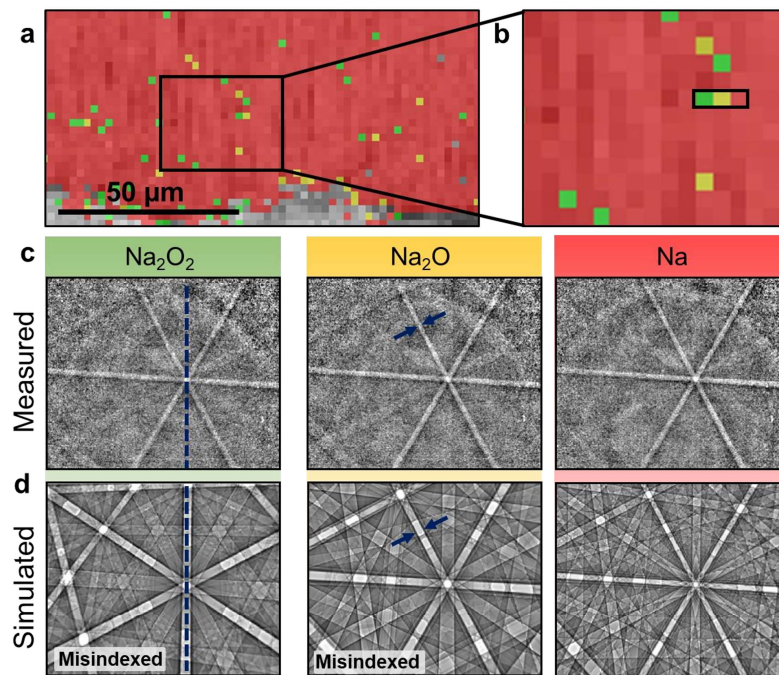 a
b
50 µm
c
Na₂O₂
Na₂O
Na
Measured
d
Simulated
Misindexed
Misindexed